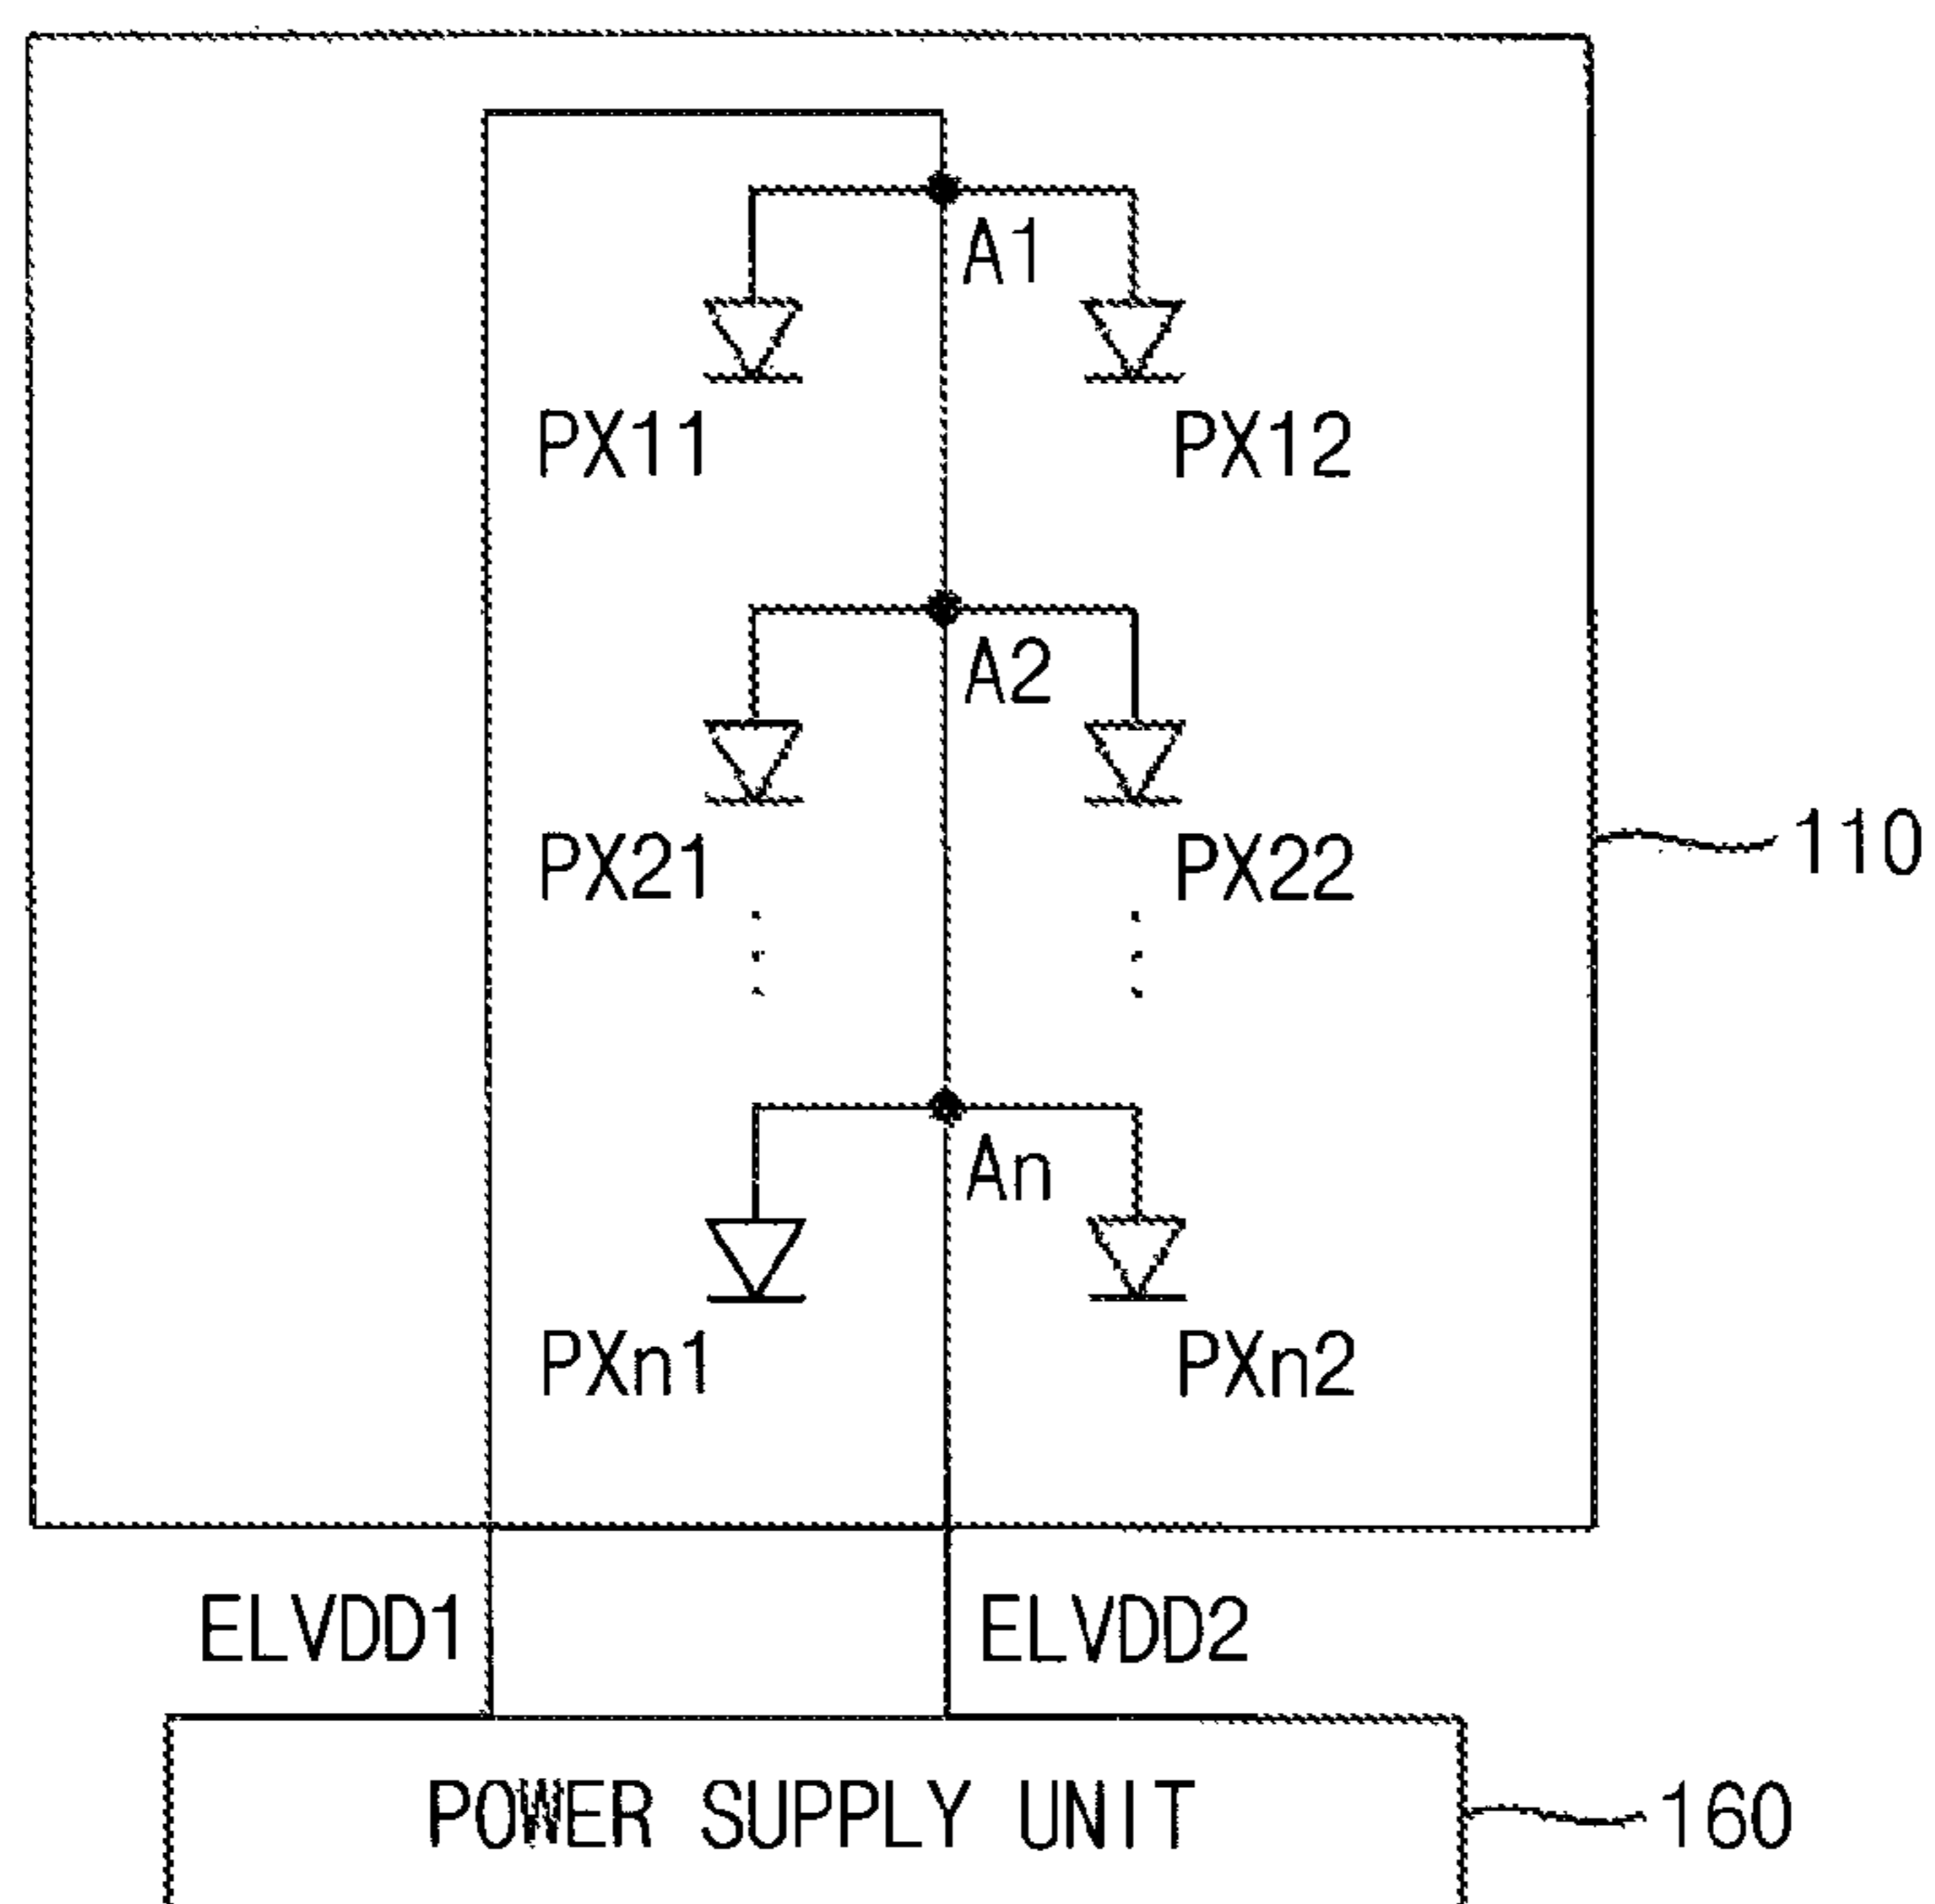 A1
PX11 PX12
A2
PX21 PX22
110
An
PXn1 PXn2
ELVDD1 ELVDD2
POWER SUPPLY UNIT
160